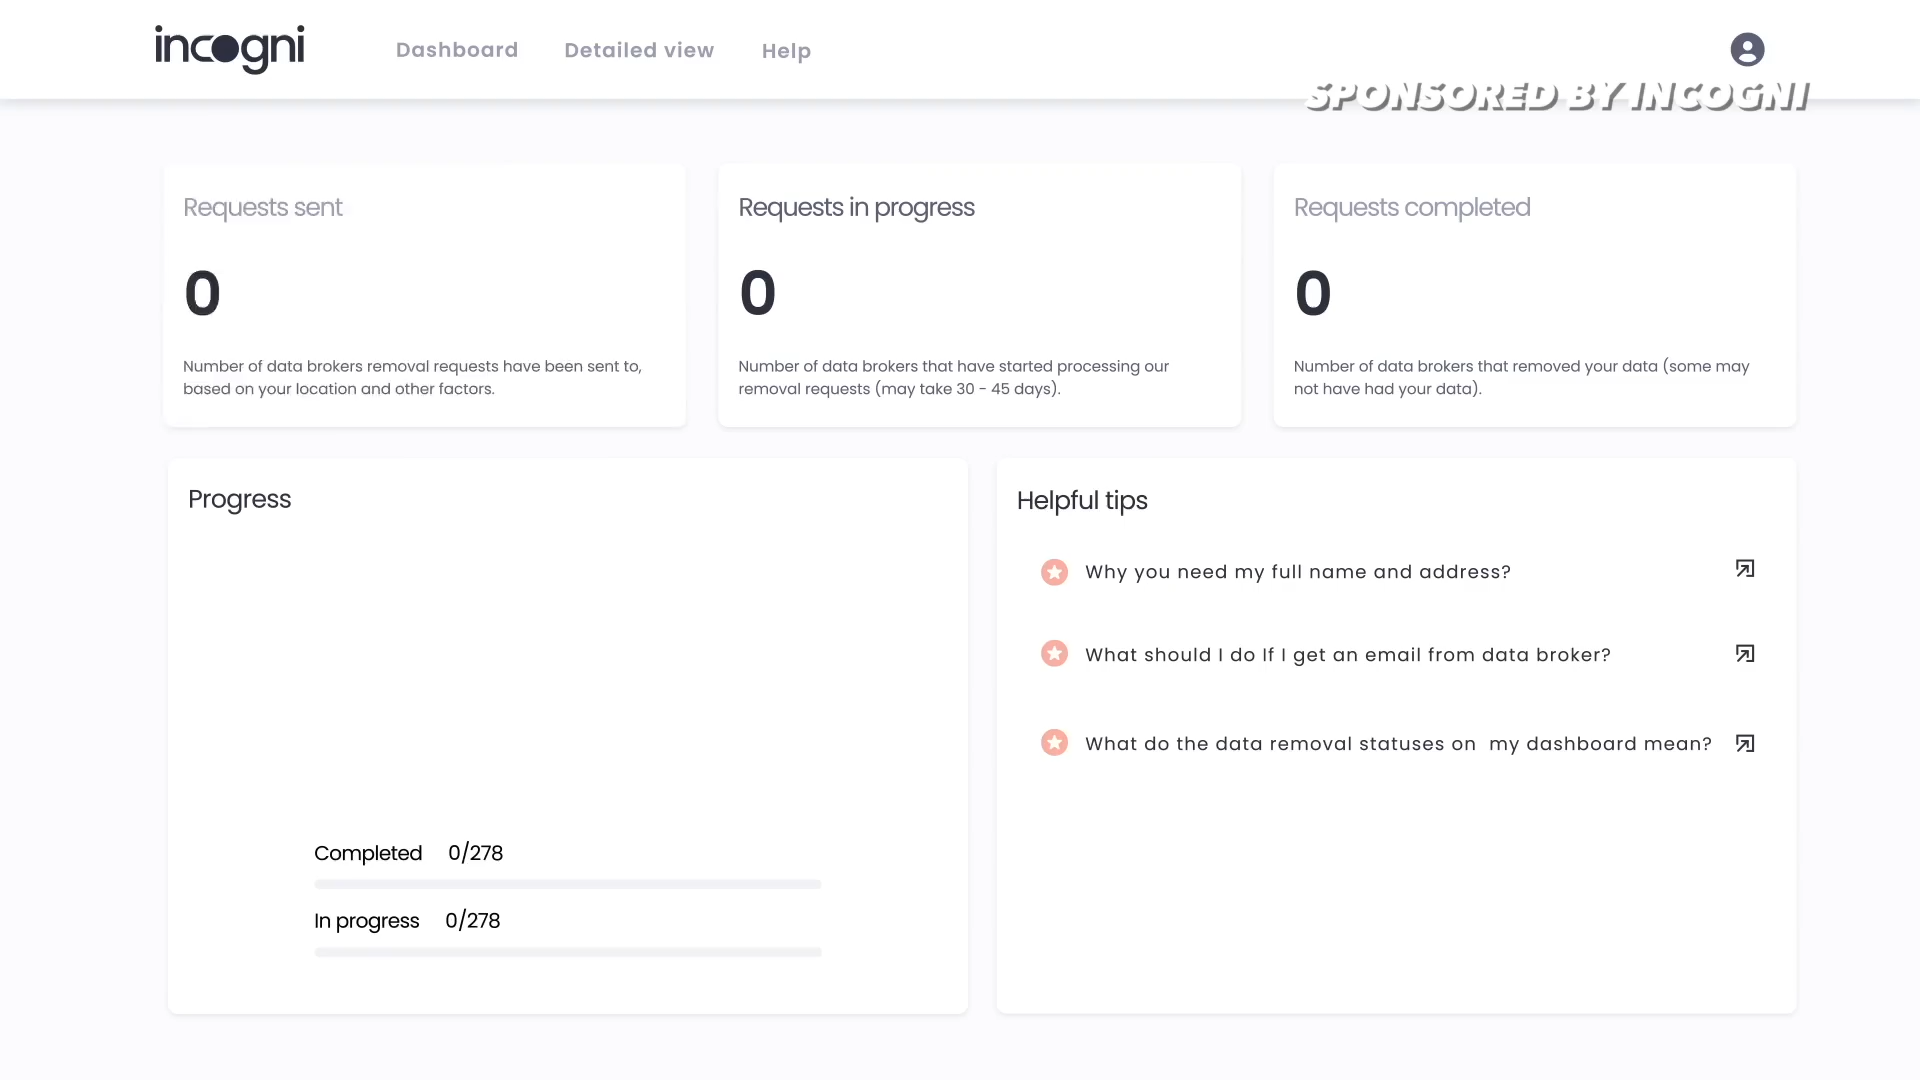 incogni
Dashboard
Detailed view
Help
SPONSORED BY INCOGNI
Requests sent
0
Number of data brokers removal requests have been sent to,
based on your location and other factors.
Requests in progress
0
Number of data brokers that have started processing our
removal requests (may take 30 - 45 days).
Requests completed
0
Number of data brokers that removed your data (some may
not have had your data).
Progress
Completed 0/278
In progress 0/278
Helpful tips
Why you need my full name and address?
What should I do If I get an email from data broker?
What do the data removal statuses on my dashboard mean?